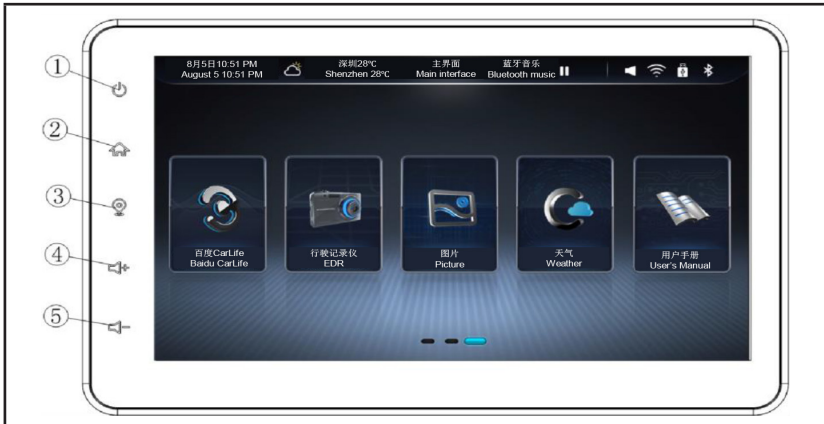 ①
②
③
④
⑤
8月5日10:51 PM
August 5 10:51 PM
深圳28℃
Shenzhen 28℃
主界面
Main interface
蓝牙音乐
Bluetooth music
百度CarLife
Baidu CarLife
行驶记录仪
EDR
图片
Picture
天气
Weather
用户手册
User's Manual